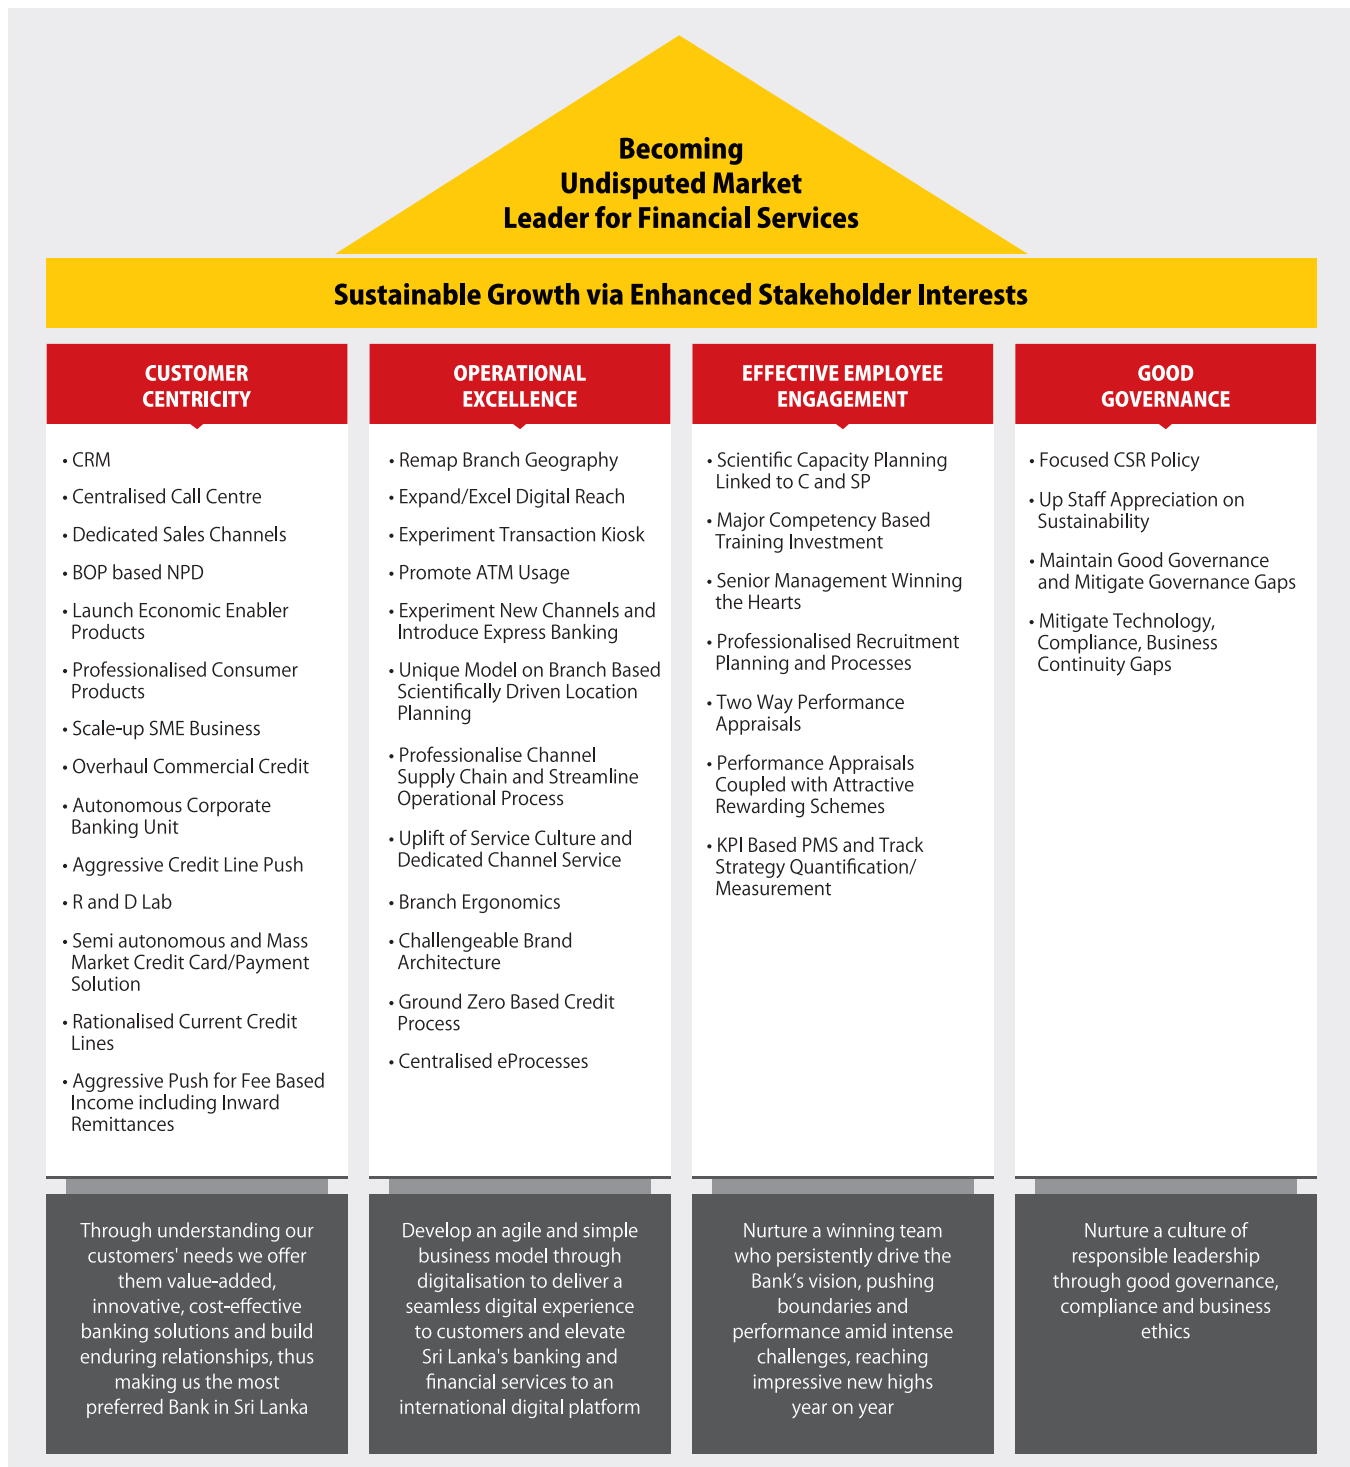 Becoming
Undisputed Market
Leader for Financial Services
Sustainable Growth via Enhanced Stakeholder Interests
CUSTOMER
CENTRICITY
• CRM
• Centralised Call Centre
• Dedicated Sales Channels
• BOP based NPD
• Launch Economic Enabler
Products
• Professionalised Consumer
Products
• Scale-up SME Business
• Overhaul Commercial Credit
• Autonomous Corporate
Banking Unit
• Aggressive Credit Line Push
• R and D Lab
• Semi autonomous and Mass
Market Credit Card/Payment
Solution
• Rationalised Current Credit
Lines
• Aggressive Push for Fee Based
Income including Inward
Remittances
Through understanding our
customers' needs we offer
them value-added,
innovative, cost-effective
banking solutions and build
enduring relationships, thus
making us the most
preferred Bank in Sri Lanka
OPERATIONAL
EXCELLENCE
• Remap Branch Geography
• Expand/Excel Digital Reach
• Experiment Transaction Kiosk
• Promote ATM Usage
• Experiment New Channels and
Introduce Express Banking
• Unique Model on Branch Based
Scientifically Driven Location
Planning
• Professionalise Channel
Supply Chain and Streamline
Operational Process
• Uplift of Service Culture and
Dedicated Channel Service
• Branch Ergonomics
• Challengeable Brand
Architecture
• Ground Zero Based Credit
Process
• Centralised eProcesses
Develop an agile and simple
business model through
digitalisation to deliver a
seamless digital experience
to customers and elevate
Sri Lanka's banking and
financial services to an
international digital platform
EFFECTIVE EMPLOYEE
ENGAGEMENT
• Scientific Capacity Planning
Linked to C and SP
• Major Competency Based
Training Investment
• Senior Management Winning
the Hearts
• Professionalised Recruitment
Planning and Processes
• Two Way Performance
Appraisals
• Performance Appraisals
Coupled with Attractive
Rewarding Schemes
• KPI Based PMS and Track
Strategy Quantification/
Measurement
Nurture a winning team
who persistently drive the
Bank’s vision, pushing
boundaries and
performance amid intense
challenges, reaching
impressive new highs
year on year
GOOD
GOVERNANCE
• Focused CSR Policy
• Up Staff Appreciation on
Sustainability
• Maintain Good Governance
and Mitigate Governance Gaps
• Mitigate Technology,
Compliance, Business
Continuity Gaps
Nurture a culture of
responsible leadership
through good governance,
compliance and business
ethics